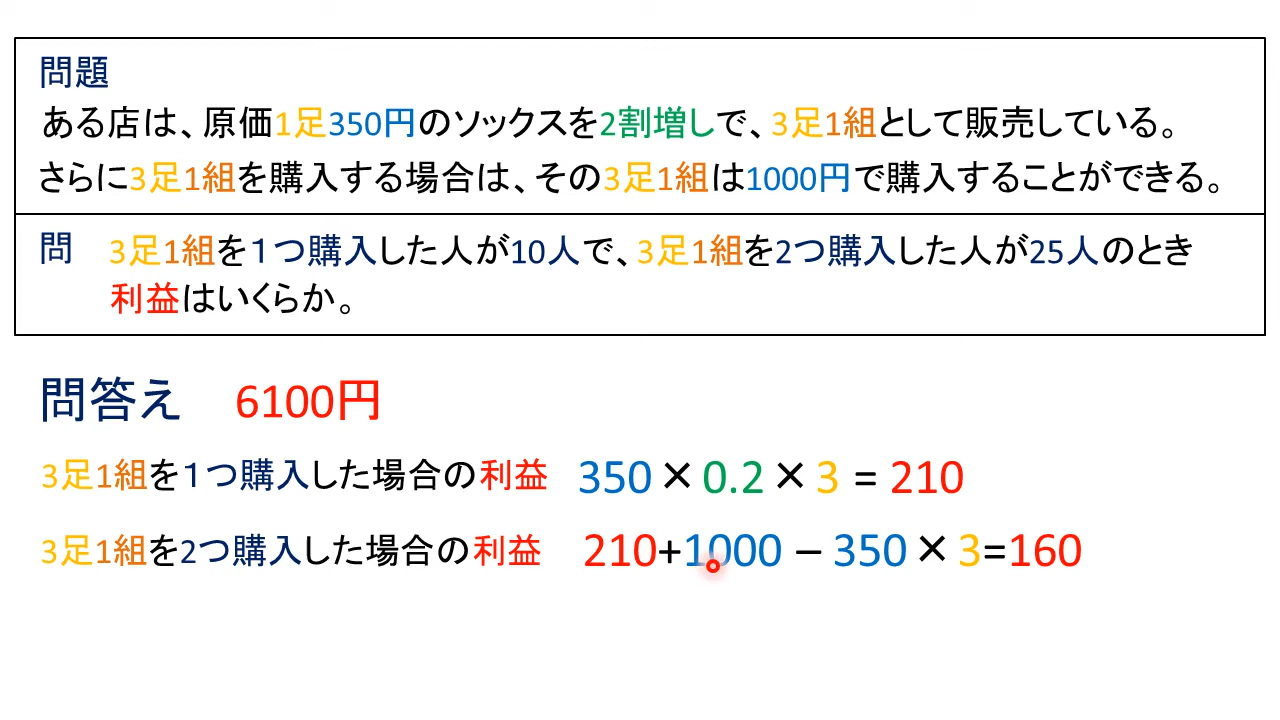 問題
ある店は、原価1足350円のソックスを2割増しで、3足1組として販売している。
さらに3足1組を購入する場合は、その3足1組は1000円で購入することができる。
問 3足1組を１つ購入した人が10人で、3足1組を2つ購入した人が25人のとき
利益はいくらか。
問答え 6100円
3足1組を１つ購入した場合の利益 350×0.2×3 = 210
3足1組を2つ購入した場合の利益 210+1000－350×3=160